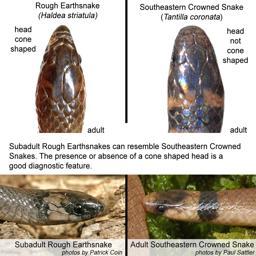 Rough Earthsnake
(Haldea striatula)
Southeastern Crowned Snake
(Tantilla coronata)
head
cone
shaped
head
not
cone
shaped
adult
adult
Subadult Rough Earthsnakes can resemble Southeastern Crowned
Snakes. The presence or absence of a cone shaped head is a
good diagnostic feature.
Subadult Rough Earthsnake
photos by Patrick Coin
Adult Southeastern Crowned Snake
photos by Paul Sattler